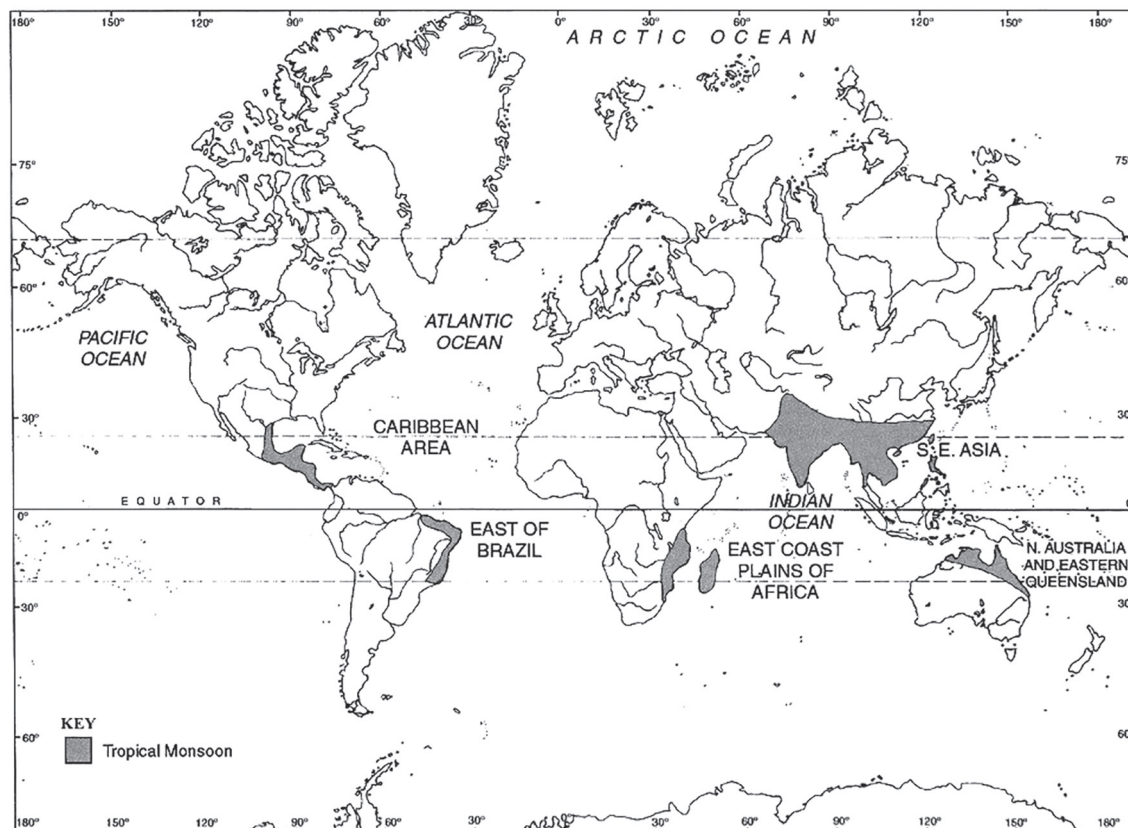 180° 120° 90° 60° 30° 0° 30° 60° 90° 120° 150° 180°
ARCTIC OCEAN
75° 75
60° 60
PACIFIC
OCEAN
ATLANTIC
OCEAN
30° 30
CARIBBEAN
AREA
S. E. ASIA
EQUATOR
0° 0
INDIAN
OCEAN
EAST OF
BRAZIL
EAST COAST
PLAINS OF
AFRICA
N. AUSTRALIA
AND EASTERN
QUEENSLAND
30° 30
KEY
Tropical Monsoon
60° 60
180° 150° 120° 90° 60° 30° 0° 30° 60° 90° 120° 150° 180°